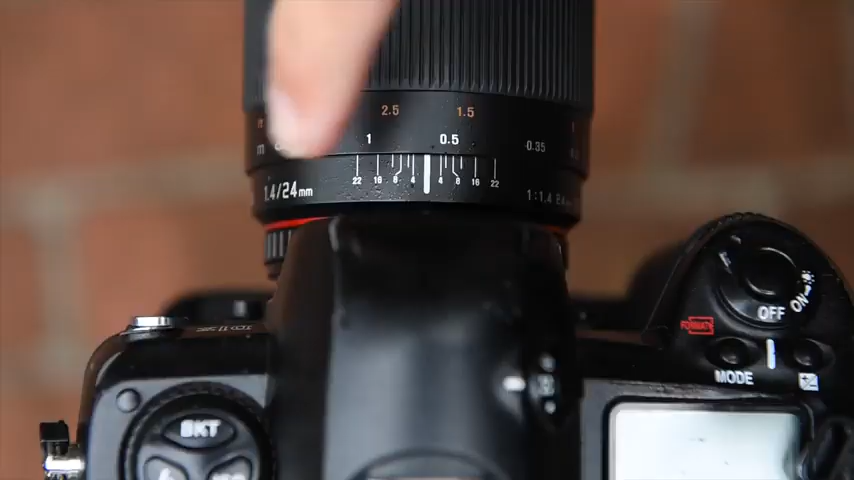 2.5 1.5
m 1 0.5 0.35
22 16 8 4 4 8 16 22
1.4/24mm
1:1.4 24
OFF ON
FORMAT
MODE
BKT